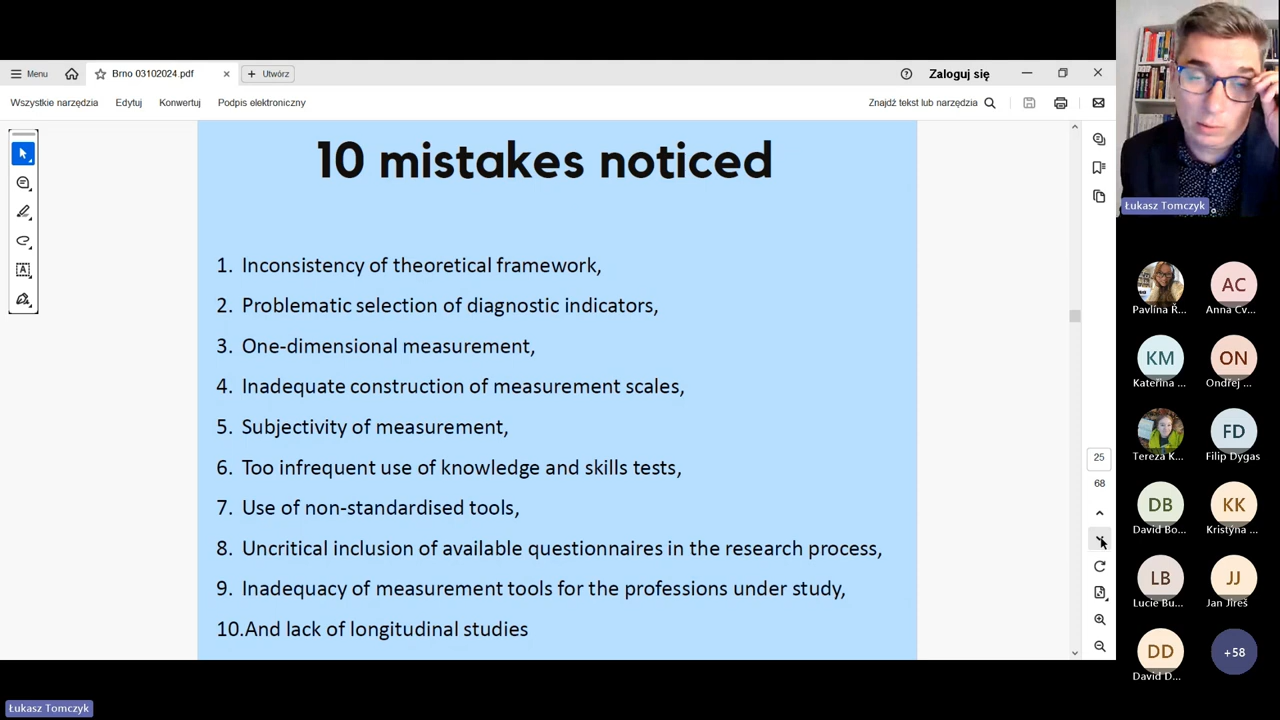 Menu
Brno 03102024.pdf
Utwórz
Zaloguj się
Wszystkie narzędzia
Edytuj
Konwertuj
Podpis elektroniczny
Znajdź tekst lub narzędzia
10 mistakes noticed
1. Inconsistency of theoretical framework,
2. Problematic selection of diagnostic indicators,
3. One-dimensional measurement,
4. Inadequate construction of measurement scales,
5. Subjectivity of measurement,
6. Too infrequent use of knowledge and skills tests,
7. Use of non-standardised tools,
8. Uncritical inclusion of available questionnaires in the research process,
9. Inadequacy of measurement tools for the professions under study,
10.And lack of longitudinal studies
25
68
Łukasz Tomczyk
Pavlína Ř...
AC
Anna Cv...
KM
Kateřina ...
ON
Ondřej ...
Tereza K...
FD
Filip Dygas
DB
David Bo...
KK
Kristýna ...
LB
Lucie Bu...
JJ
Jan Jireš
DD
David D...
+58
Łukasz Tomczyk